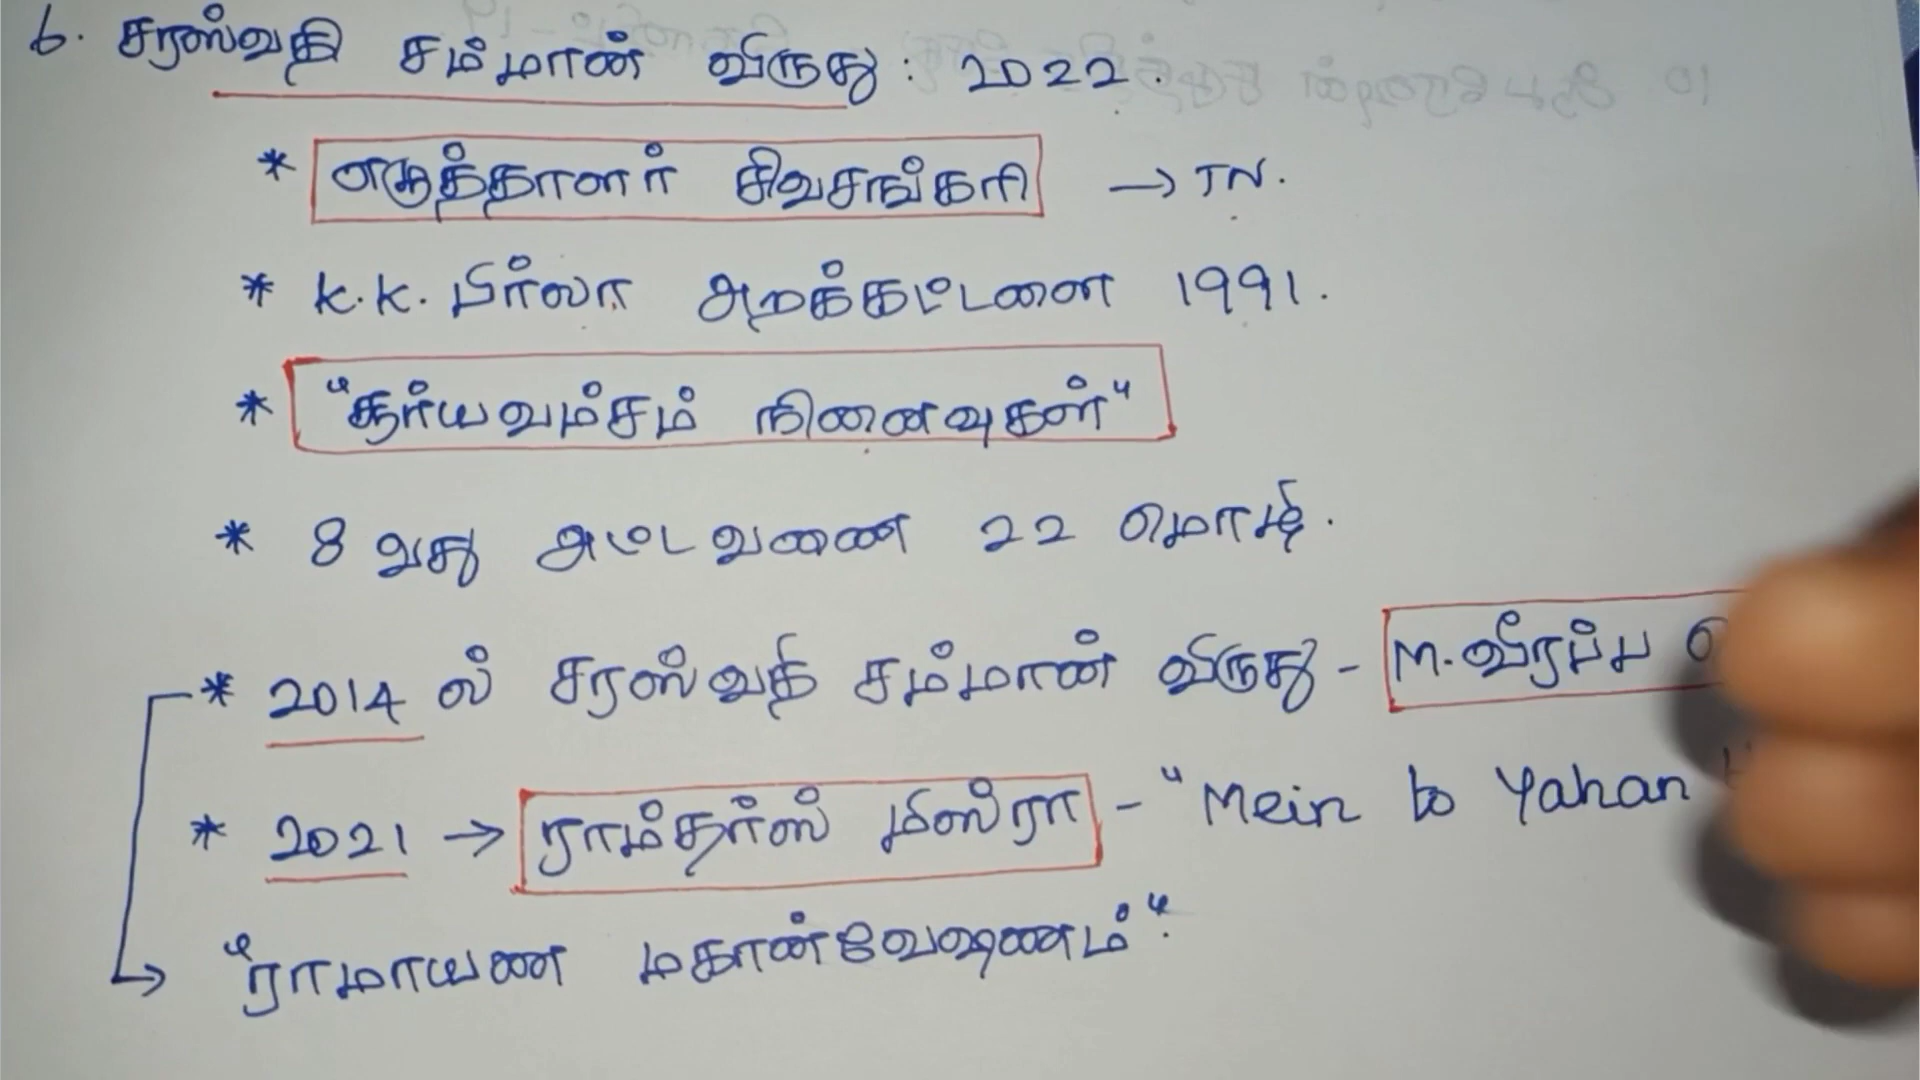 6. சரஸ்வதி சம்மான் விருது : 2022.
* எழுத்தாளர் சிவசங்கரி → TN.
* K.K. பிர்லா அறக்கட்டளை 1991.
* "சூர்யவம்சம் நினைவுகள்"
* 8 வது அட்டவணை 22 மொழி.
* 2014 ல் சரஸ்வதி சம்மான் விருது - M.வீரப்ப
* 2021 → ராம்தர்ஸ் மிஸ்ரா - "Mein to Yahan
→ "ராமாயண மகான்வேஷணம்".